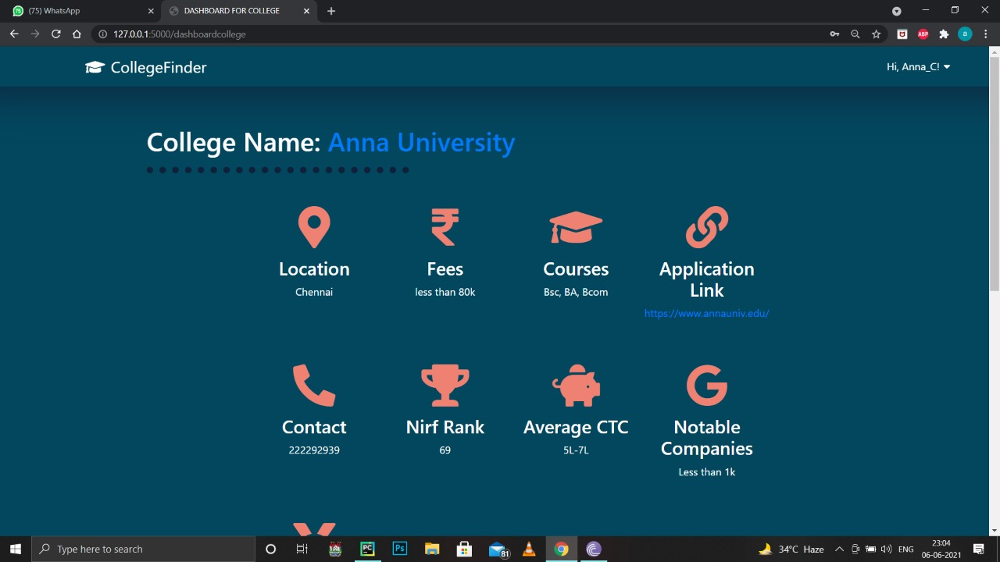 (75) WhatsApp
DASHBOARD FOR COLLEGE
127.0.0.1:5000/dashboardcollege
ABP
a
CollegeFinder
Hi, Anna_C!
College Name: Anna University
Location
Chennai
Fees
less than 80k
Courses
Bsc, BA, Bcom
Application
Link
https://www.annauniv.edu/
Contact
222292939
Nirf Rank
69
Average CTC
5L-7L
Notable
Companies
Less than 1k
Type here to search
PC
Ps
81
34°C Haze
ENG
23:04
06-06-2021